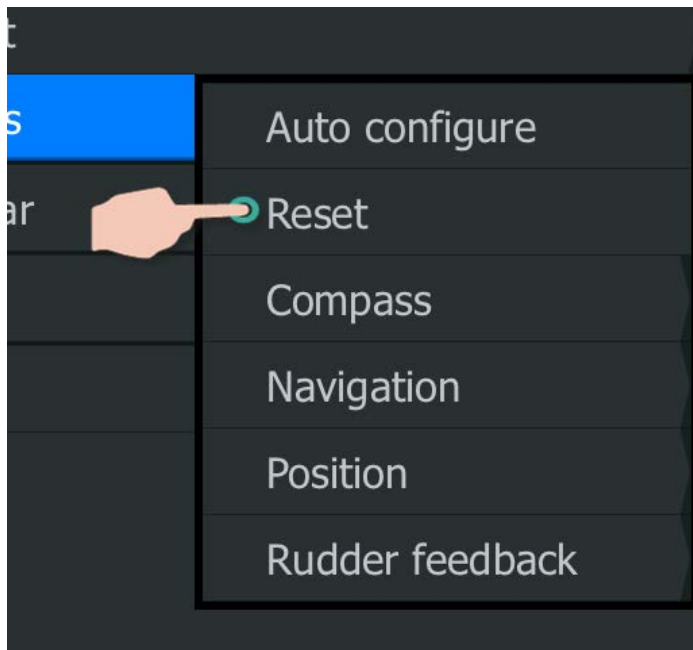 t
s
Auto configure
ar
Reset
Compass
Navigation
Position
Rudder feedback